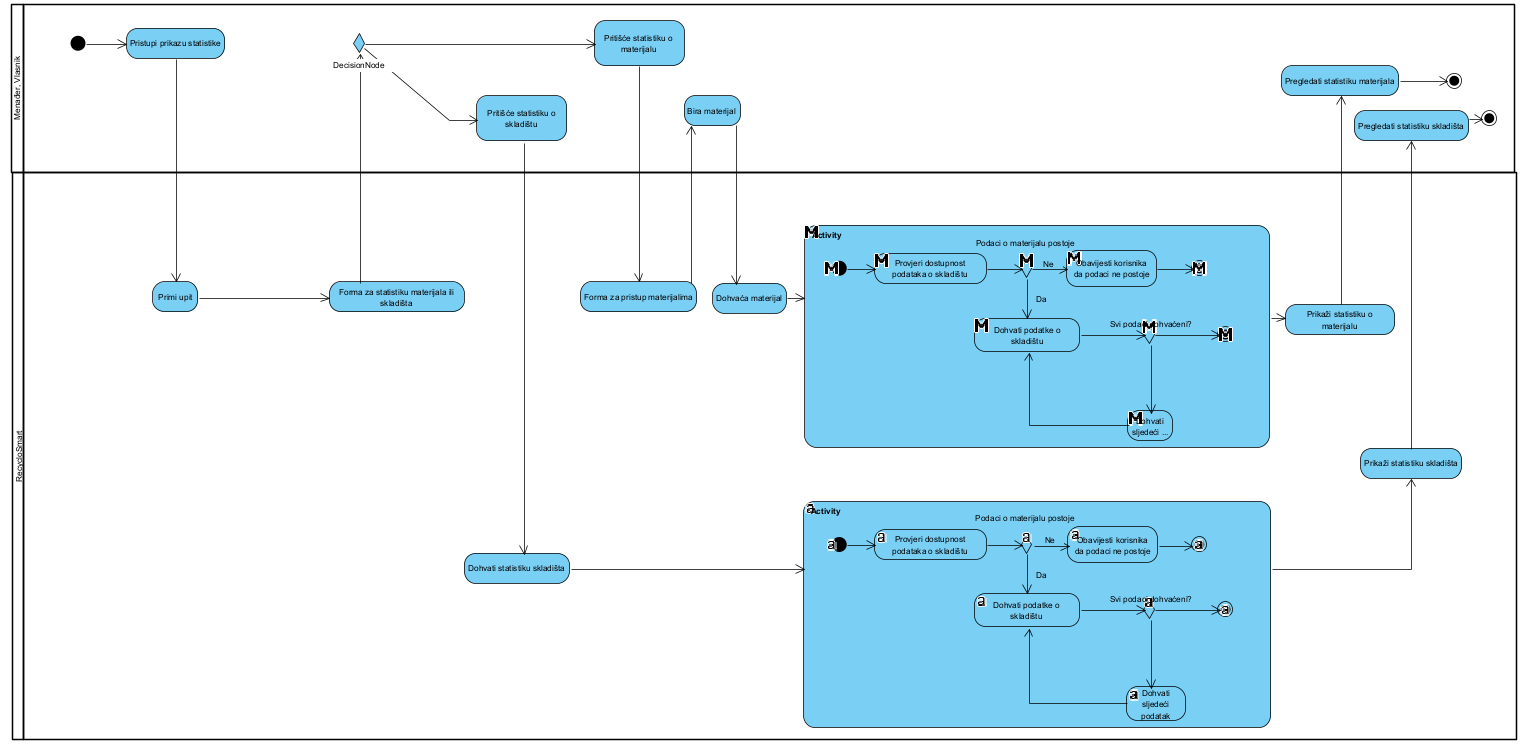 Menađer, Vlasnik
Pristupi prikazu statistike
DecisionNode
Pritišće statistiku o
materijalu
Pritišće statistiku o
skladištu
Bira materijal
Pregledati statistiku materijala
Pregledati statistiku skladišta
RecycloSmart
Primi upit
Forma za statistiku materijala ili
skladišta
Forma za pristup materijalima
Dohvaća materijal
M
Activity
Podaci o materijalu postoje
M
M
Provjeri dostupnost
podataka o skladištu
M
Ne
M
Obavijesti korisnika
da podaci ne postoje
M
Da
M
Dohvati podatke o
skladištu
Svi podaci dohvaćeni?
M
M
M
Dohvati
sljedeći ...
Prikaži statistiku o
materijalu
Prikaži statistiku skladišta
Dohvati statistiku skladišta
a
Activity
Podaci o materijalu postoje
a
a
Provjeri dostupnost
podataka o skladištu
a
Ne
a
Obavijesti korisnika
da podaci ne postoje
a
Da
a
Dohvati podatke o
skladištu
Svi podaci dohvaćeni?
a
a
a
Dohvati
sljedeći
podatak